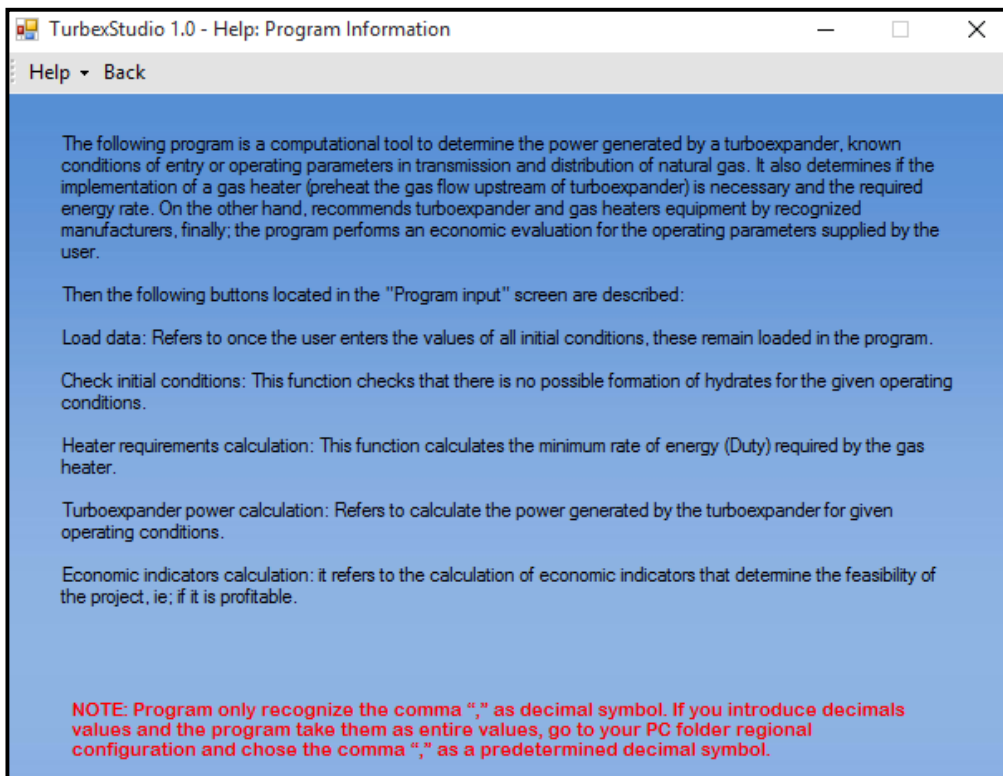 TurbexStudio 1.0 - Help: Program Information
Help Back
The following program is a computational tool to determine the power generated by a turboexpander, known
conditions of entry or operating parameters in transmission and distribution of natural gas. It also determines if the
implementation of a gas heater (preheat the gas flow upstream of turboexpander) is necessary and the required
energy rate. On the other hand, recommends turboexpander and gas heaters equipment by recognized
manufacturers, finally; the program performs an economic evaluation for the operating parameters supplied by the
user.
Then the following buttons located in the "Program input" screen are described:
Load data: Refers to once the user enters the values of all initial conditions, these remain loaded in the program.
Check initial conditions: This function checks that there is no possible formation of hydrates for the given operating
conditions.
Heater requirements calculation: This function calculates the minimum rate of energy (Duty) required by the gas
heater.
Turboexpander power calculation: Refers to calculate the power generated by the turboexpander for given
operating conditions.
Economic indicators calculation: it refers to the calculation of economic indicators that determine the feasibility of
the project, ie; if it is profitable.
NOTE: Program only recognize the comma “,” as decimal symbol. If you introduce decimals
values and the program take them as entire values, go to your PC folder regional
configuration and chose the comma “,” as a predetermined decimal symbol.